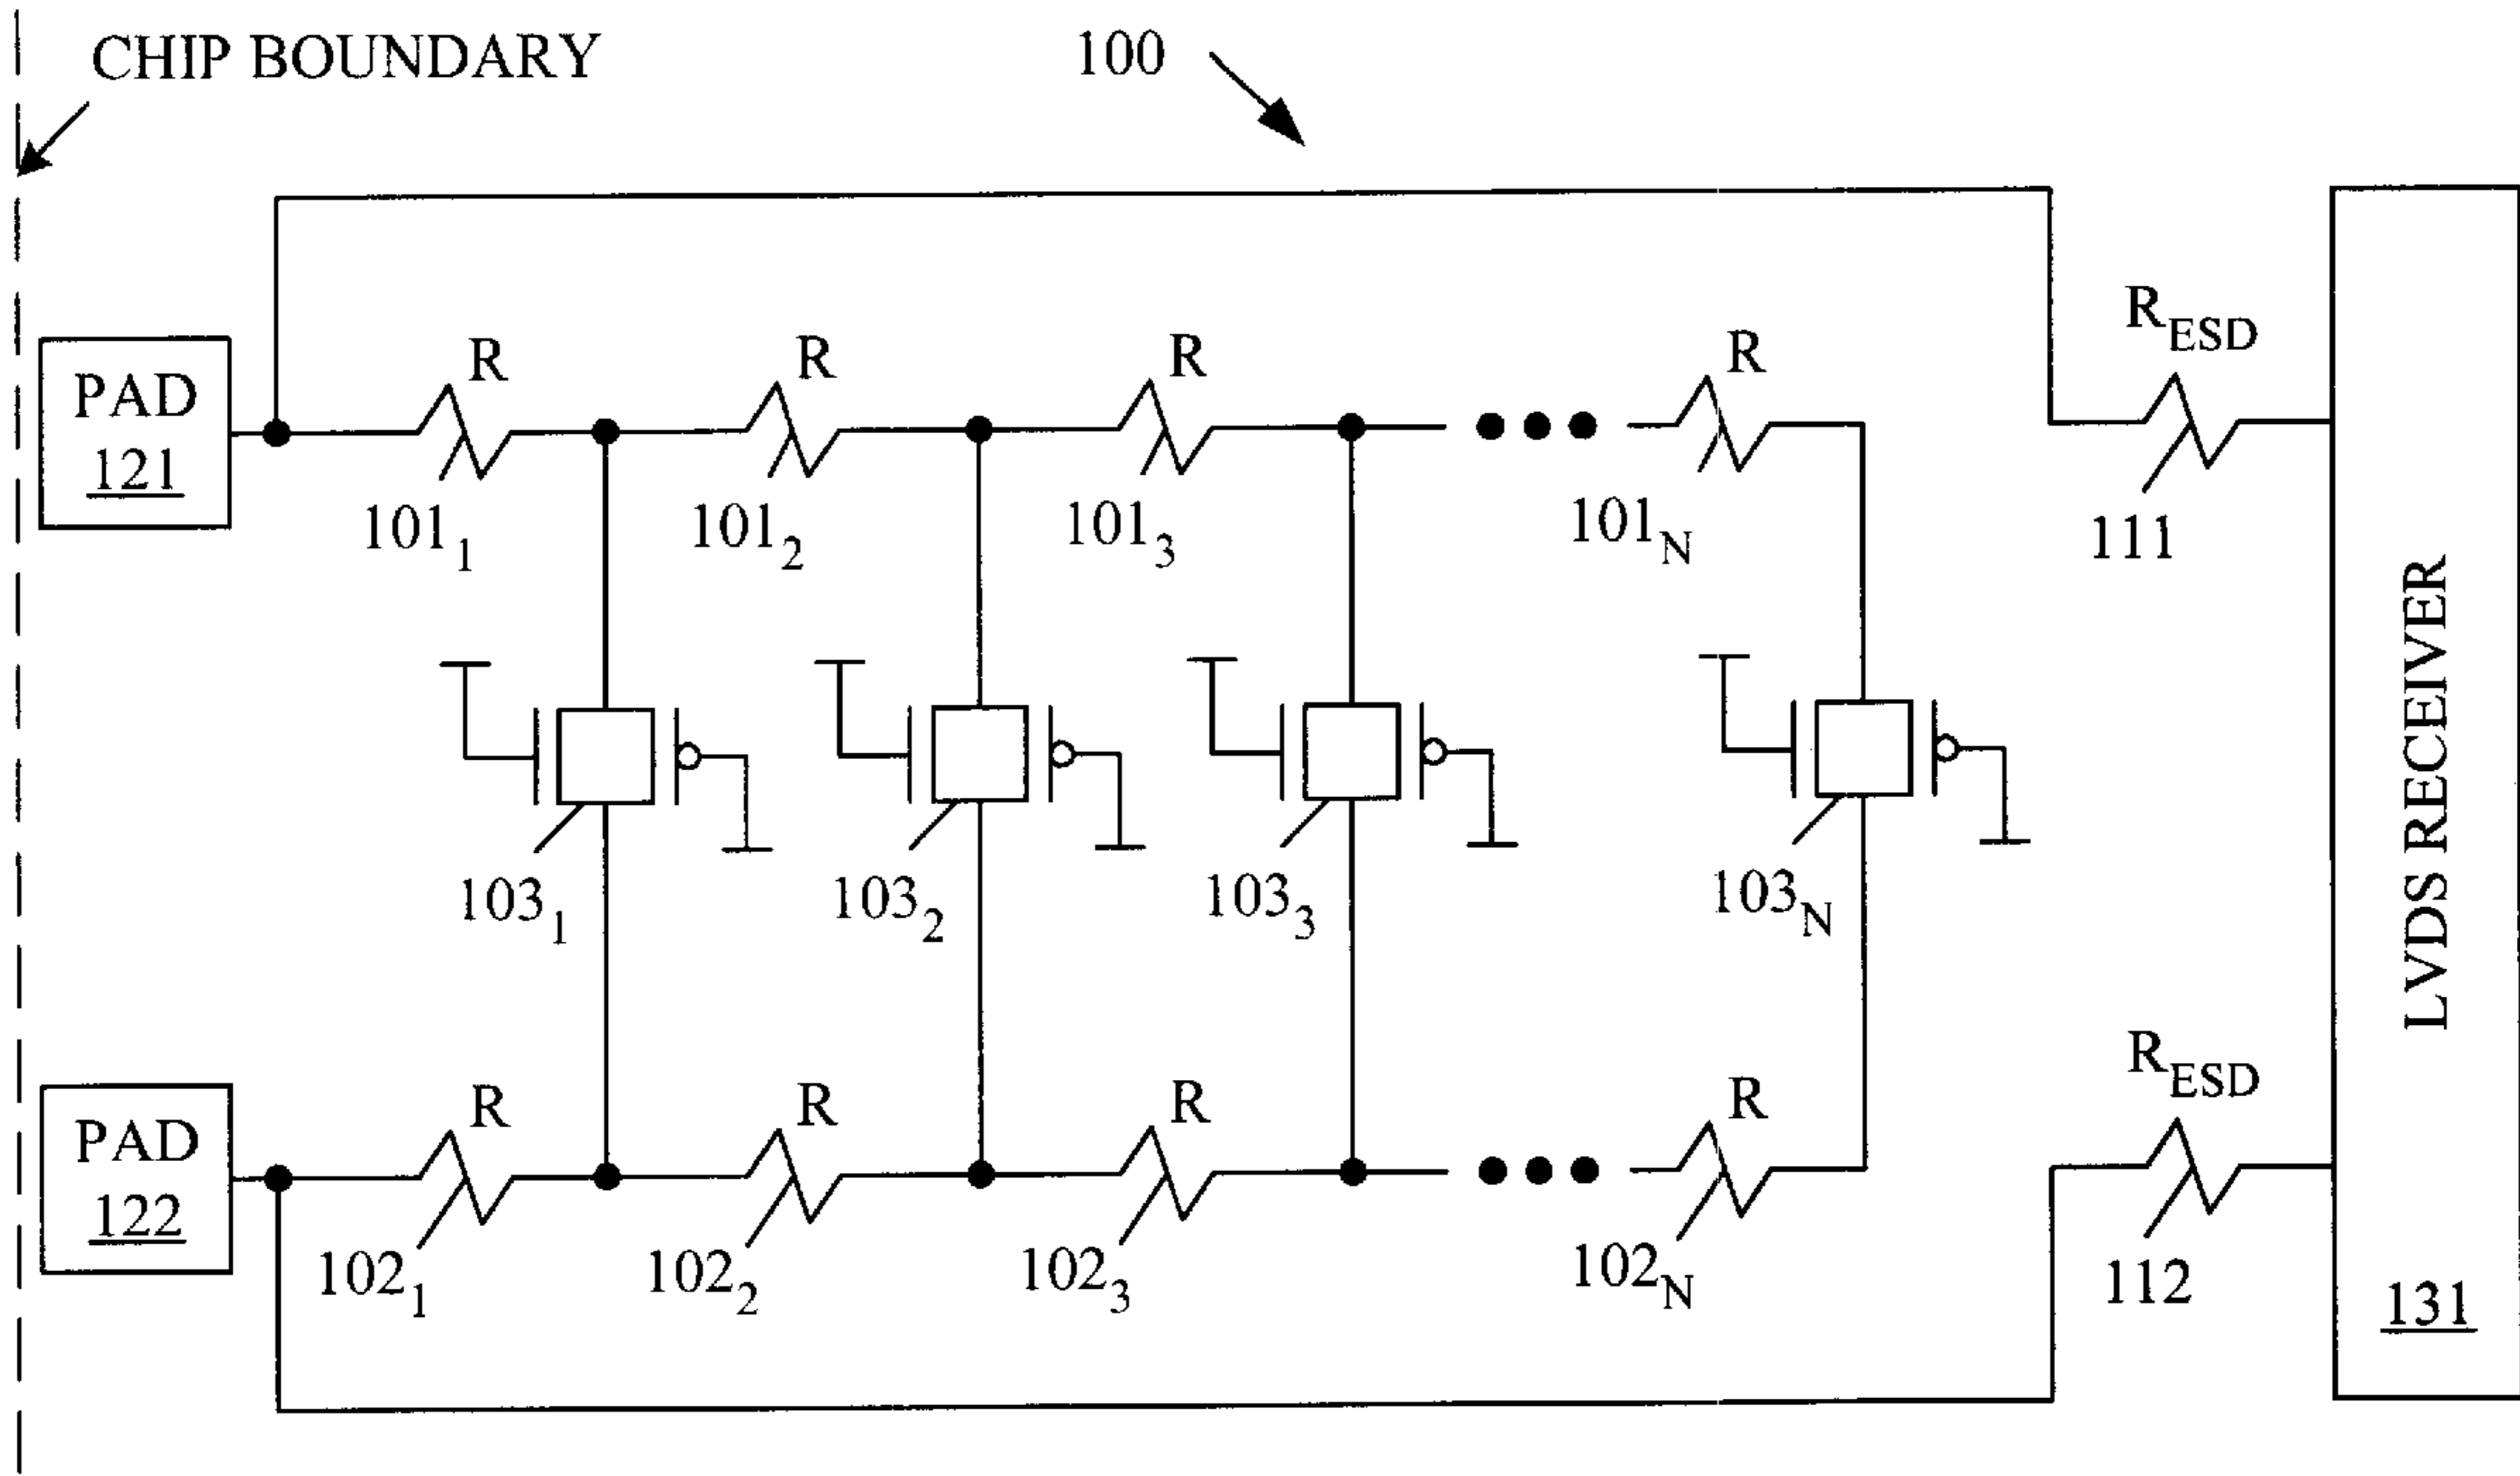 CHIP BOUNDARY
100
R_ESD
R
R
R
R
PAD
121
101_1
101_2
101_3
101_N
111
LVDS RECEIVER
103_1
103_2
103_3
103_N
R_ESD
R
R
R
R
PAD
122
102_1
102_2
102_3
102_N
112
131